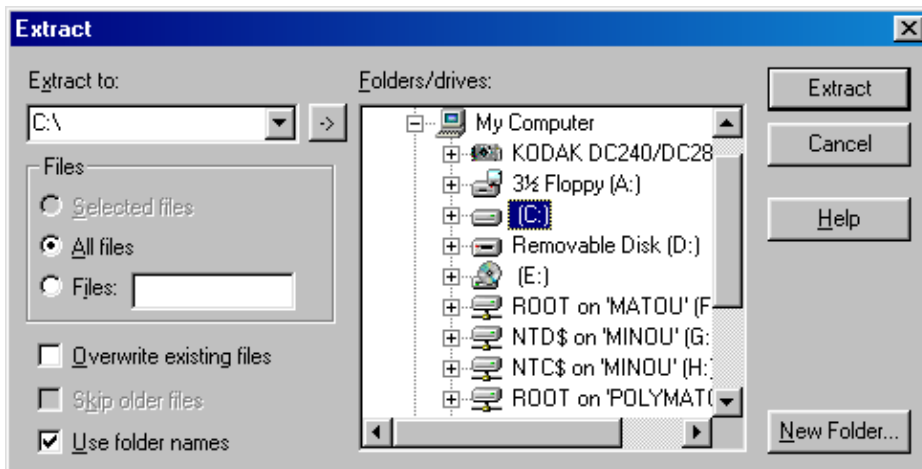 Extract
Extract to:
C:\
->
Files
Selected files
All files
Files:
Overwrite existing files
Skip older files
Use folder names
Folders/drives:
My Computer
KODAK DC240/DC28
3½ Floppy (A:)
(C:)
Removable Disk (D:)
(E:)
ROOT on 'MATOU' (F
NTD$ on 'MINOU' (G:
NTC$ on 'MINOU' (H:
ROOT on 'POLYMAT(
Extract
Cancel
Help
New Folder...